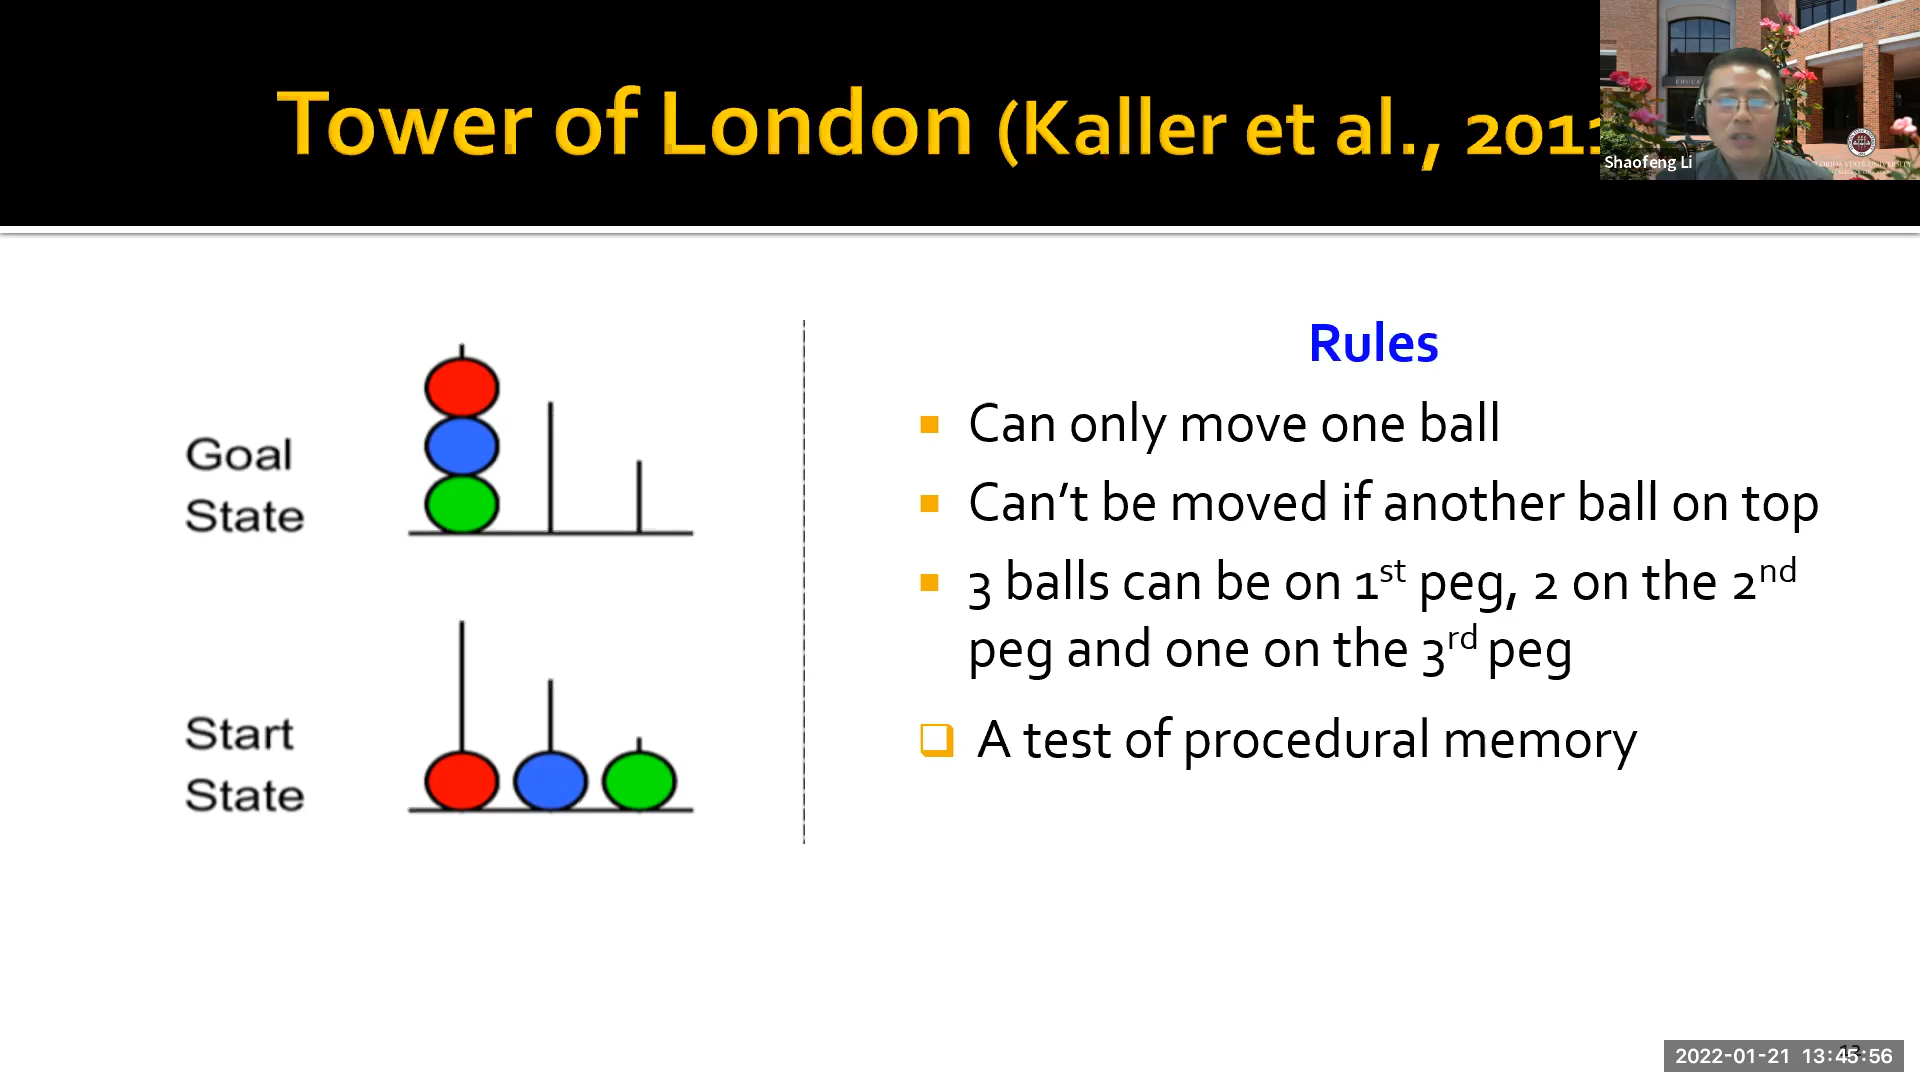 Tower of London (Kaller et al., 2011
Shaofeng Li
Goal
State
Start
State
Rules
Can only move one ball
Can't be moved if another ball on top
3 balls can be on 1st peg, 2 on the 2nd
peg and one on the 3rd peg
A test of procedural memory
2022-01-21 13:45:56